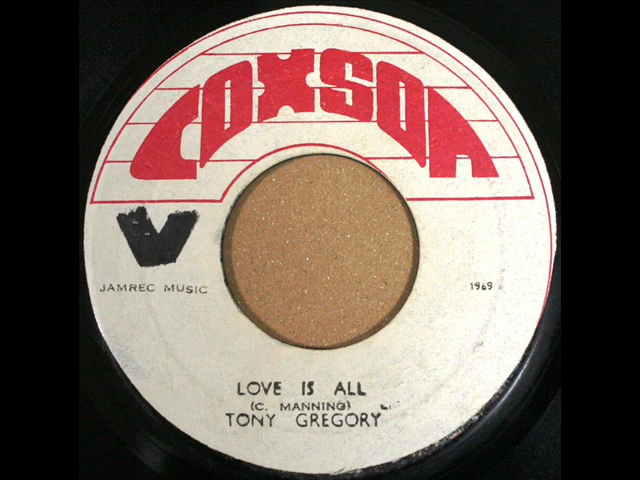 COXSON
JAMREC MUSIC
1969
LOVE IS ALL
(C. MANNING)
TONY GREGORY